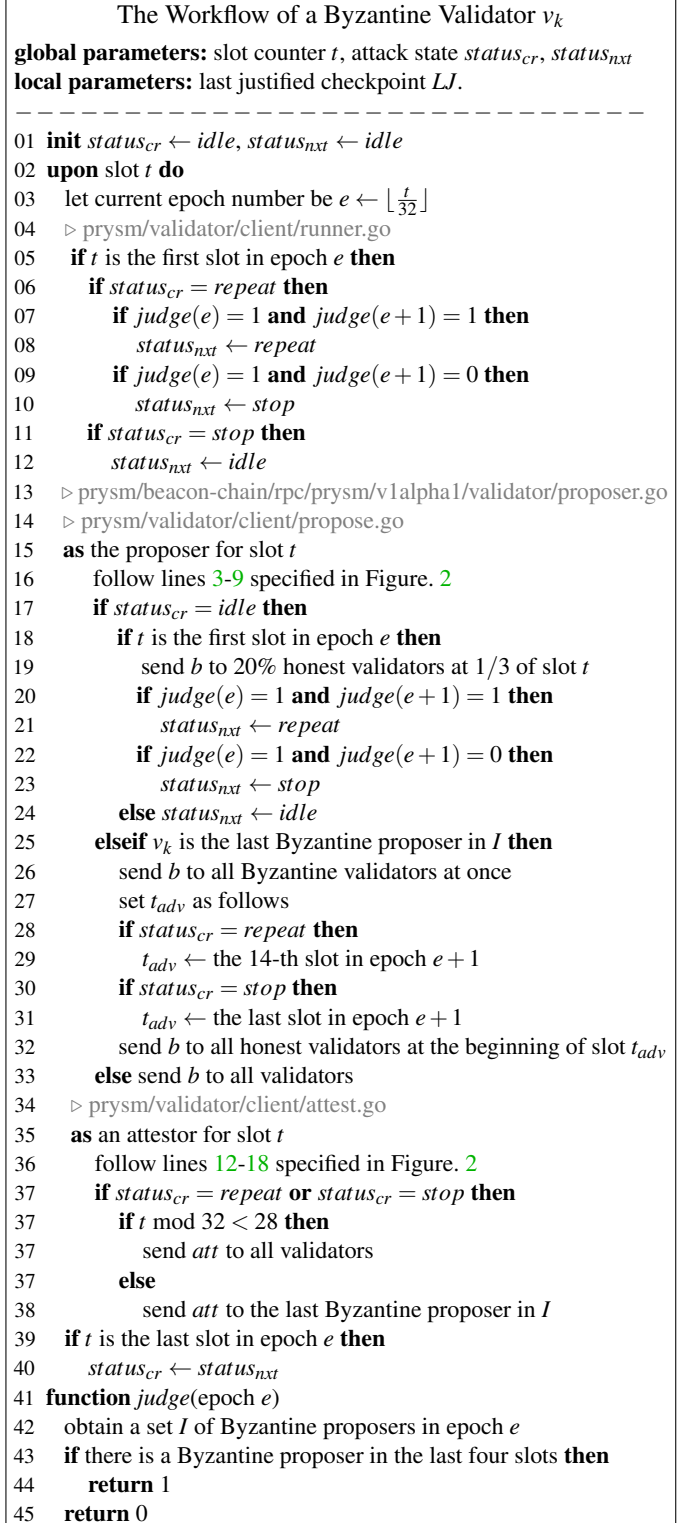 The Workflow of a Byzantine Validator v_k
global parameters: slot counter t, attack state status_cr, status_nxt
local parameters: last justified checkpoint LJ.
01 init status_cr ← idle, status_nxt ← idle
02 upon slot t do
03 let current epoch number be e ← ⌊t/32⌋
04 ▷ prysm/validator/client/runner.go
05 if t is the first slot in epoch e then
06 if status_cr = repeat then
07 if judge(e) = 1 and judge(e+1) = 1 then
08 status_nxt ← repeat
09 if judge(e) = 1 and judge(e+1) = 0 then
10 status_nxt ← stop
11 if status_cr = stop then
12 status_nxt ← idle
13 ▷ prysm/beacon-chain/rpc/prysm/v1alpha1/validator/proposer.go
14 ▷ prysm/validator/client/propose.go
15 as the proposer for slot t
16 follow lines 3-9 specified in Figure. 2
17 if status_cr = idle then
18 if t is the first slot in epoch e then
19 send b to 20% honest validators at 1/3 of slot t
20 if judge(e) = 1 and judge(e+1) = 1 then
21 status_nxt ← repeat
22 if judge(e) = 1 and judge(e+1) = 0 then
23 status_nxt ← stop
24 else status_nxt ← idle
25 elseif v_k is the last Byzantine proposer in I then
26 send b to all Byzantine validators at once
27 set t_adv as follows
28 if status_cr = repeat then
29 t_adv ← the 14-th slot in epoch e+1
30 if status_cr = stop then
31 t_adv ← the last slot in epoch e+1
32 send b to all honest validators at the beginning of slot t_adv
33 else send b to all validators
34 ▷ prysm/validator/client/attest.go
35 as an attestor for slot t
36 follow lines 12-18 specified in Figure. 2
37 if status_cr = repeat or status_cr = stop then
37 if t mod 32 < 28 then
37 send att to all validators
37 else
38 send att to the last Byzantine proposer in I
39 if t is the last slot in epoch e then
40 status_cr ← status_nxt
41 function judge(epoch e)
42 obtain a set I of Byzantine proposers in epoch e
43 if there is a Byzantine proposer in the last four slots then
44 return 1
45 return 0